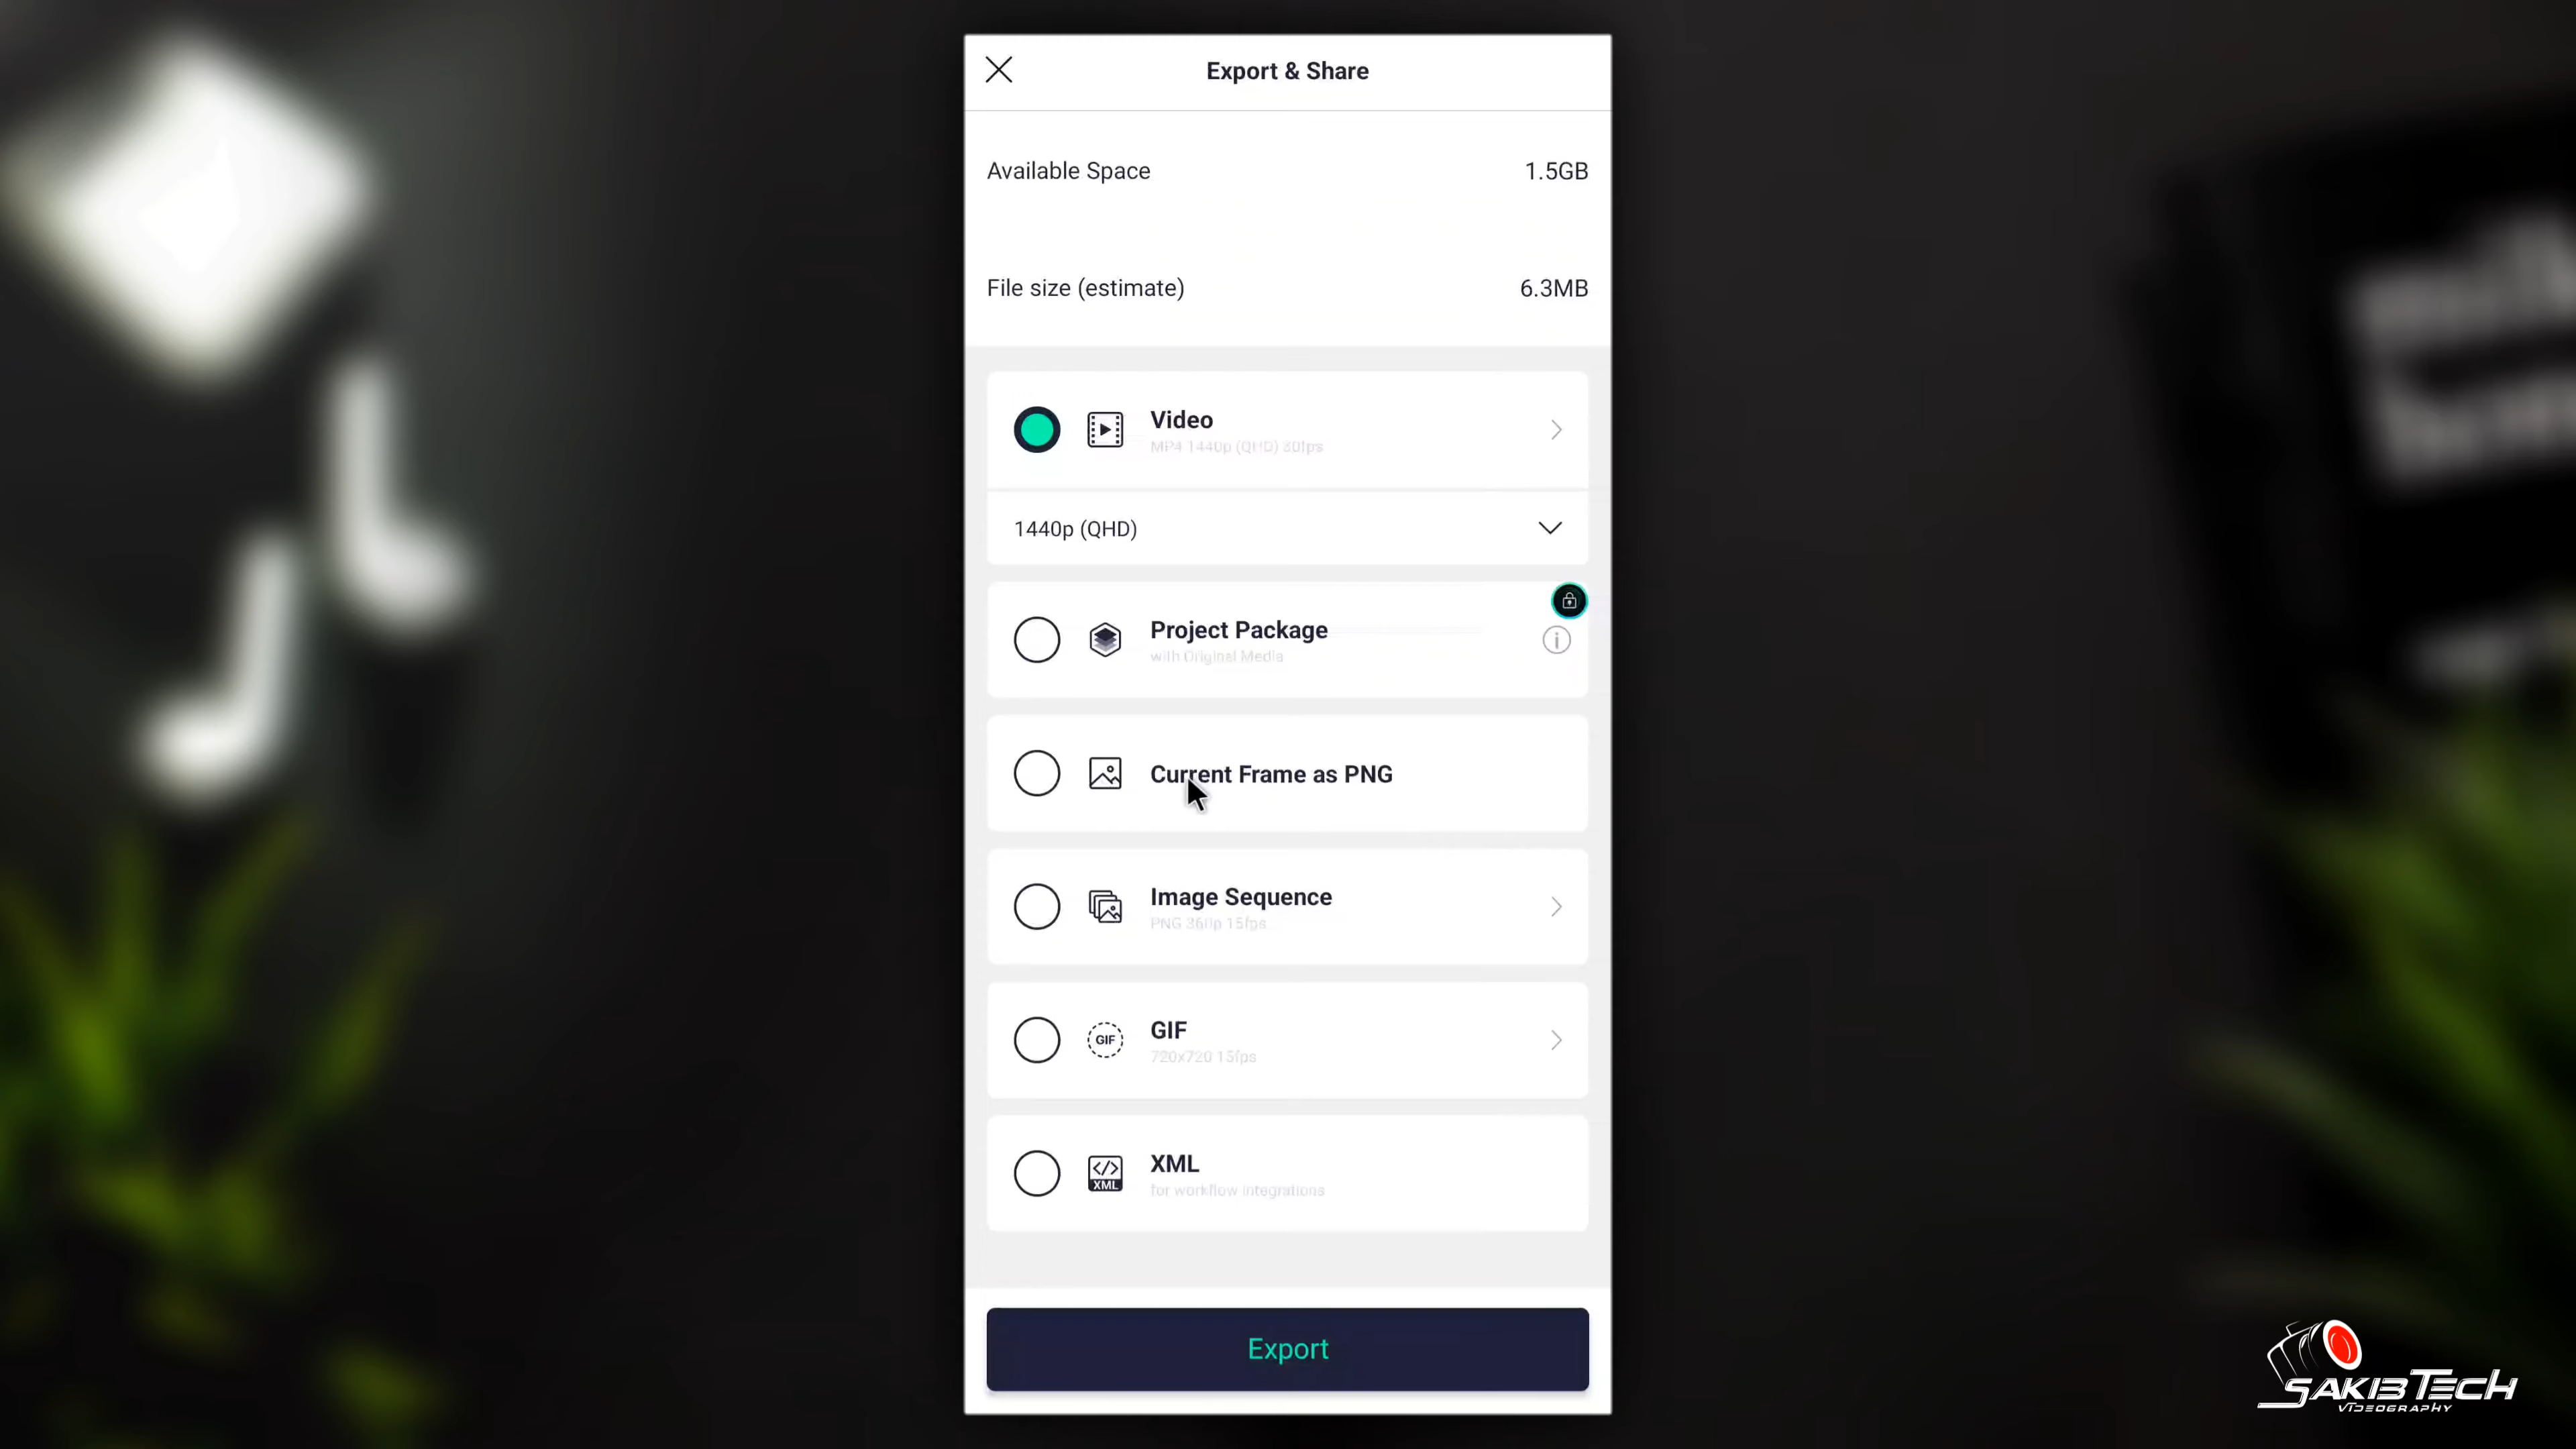 Export & Share
Available Space 1.5GB
File size (estimate) 6.3MB
Video
MP4 1440p (QHD) 30fps
1440p (QHD)
Project Package
with Original Media
Current Frame as PNG
Image Sequence
PNG 360p 15fps
GIF
GIF
720x720 15fps
XML
XML
for workflow integrations
Export
SAKIBTECH
VIDEOGRAPHY